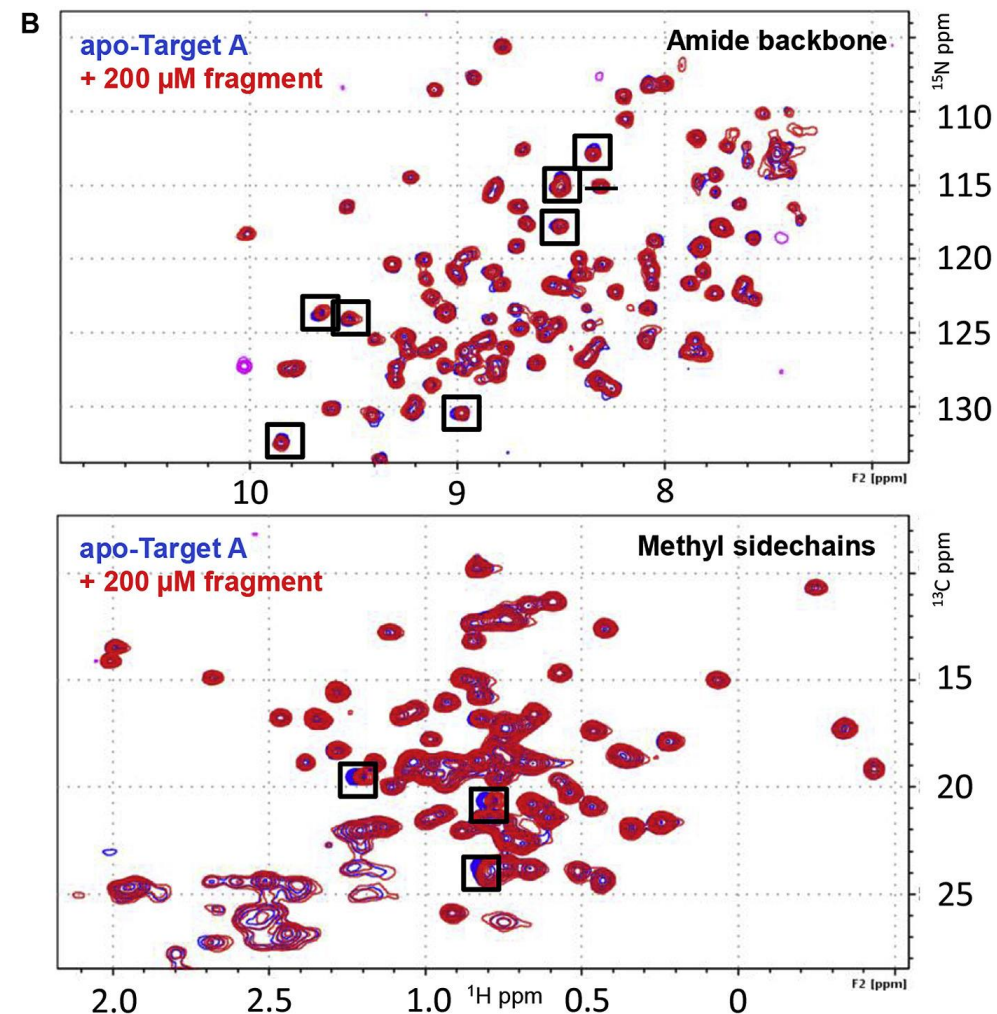 B
apo-Target A
+ 200 µM fragment
Amide backbone
15N ppm
110
115
120
125
130
10 9 8
F2 [ppm]
apo-Target A
+ 200 µM fragment
Methyl sidechains
13C ppm
15
20
25
F2 [ppm]
2.0 2.5 1.0 1H ppm 0.5 0